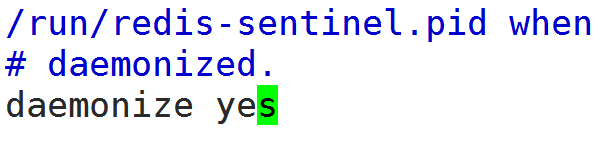 /run/redis-sentinel.pid when
# daemonized.
daemonize yes